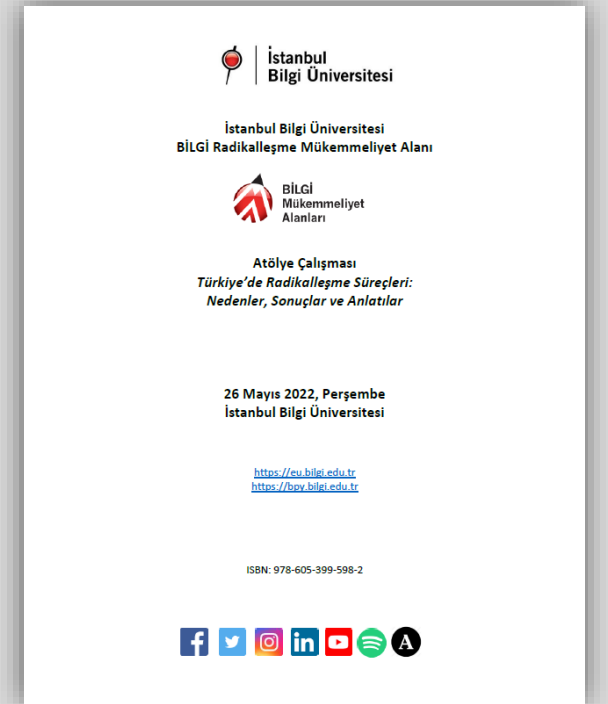 İstanbul
Bilgi Üniversitesi
İstanbul Bilgi Üniversitesi
BİLGİ Radikalleşme Mükemmeliyet Alanı
BİLGİ
Mükemmeliyet
Alanları
Atölye Çalışması
Türkiye’de Radikalleşme Süreçleri:
Nedenler, Sonuçlar ve Anlatılar
26 Mayıs 2022, Perşembe
İstanbul Bilgi Üniversitesi
https://eu.bilgi.edu.tr
https://bpy.bilgi.edu.tr
ISBN: 978-605-399-598-2